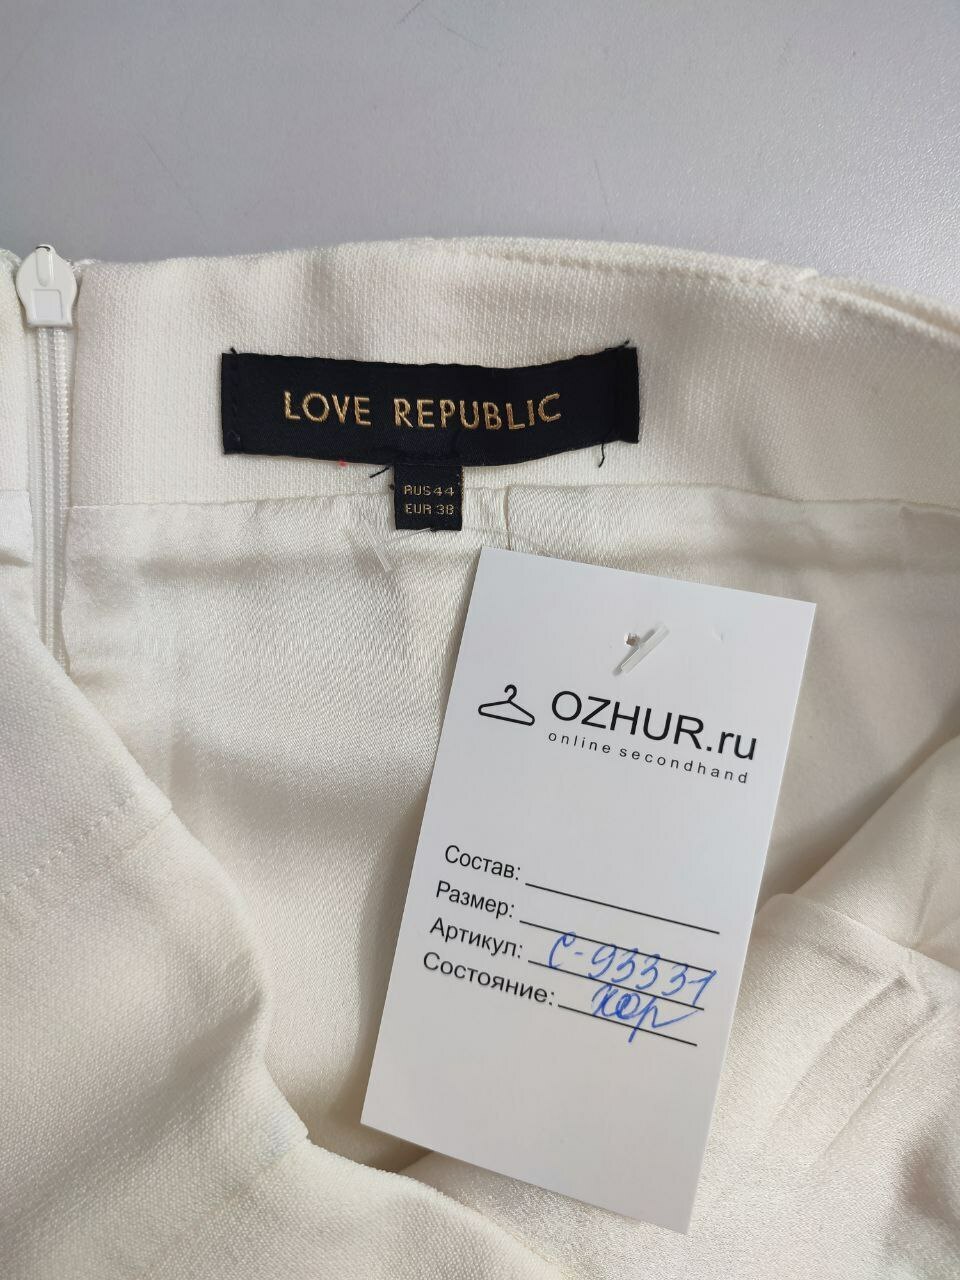 LOVE REPUBLIC
RUS 44
EUR 38
OZHUR.ru
online secondhand
Состав:
Размер:
Артикул: С-93331
Состояние: хор